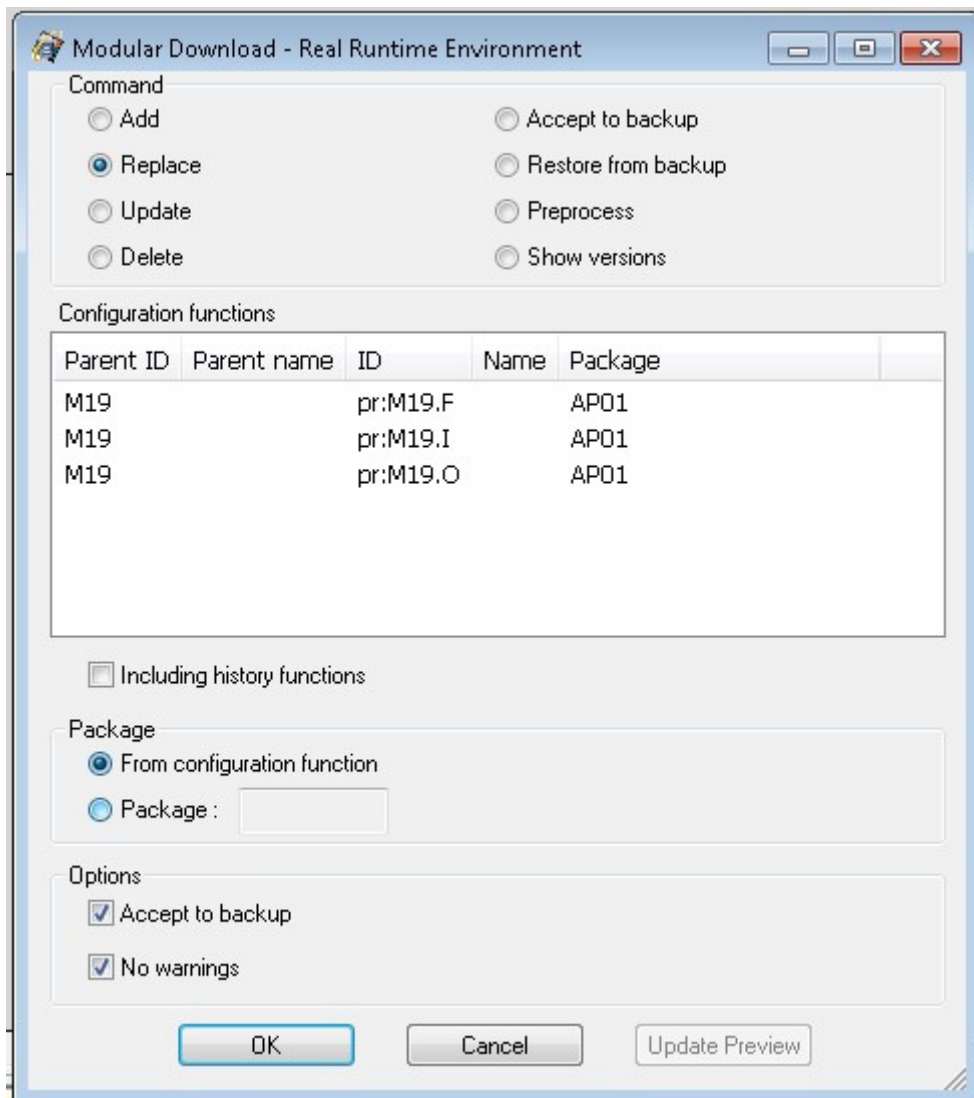 Modular Download - Real Runtime Environment
Command
Add Accept to backup
Replace Restore from backup
Update Preprocess
Delete Show versions
Configuration functions
Parent ID Parent name ID Name Package
M19 pr:M19.F AP01
M19 pr:M19.I AP01
M19 pr:M19.O AP01
Including history functions
Package
From configuration function
Package :
Options
Accept to backup
No warnings
OK Cancel Update Preview